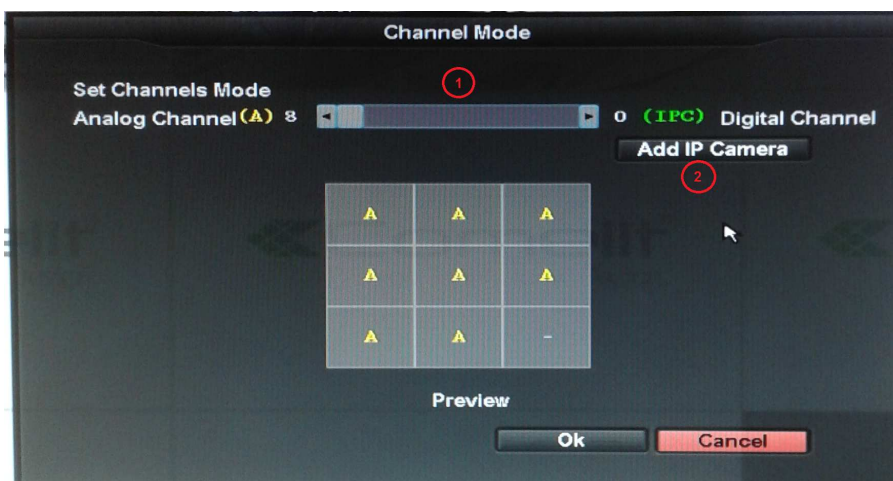 Channel Mode
1
Set Channels Mode
Analog Channel(A) 8 0 (IPC) Digital Channel
Add IP Camera
2
A A A
A A A
A A -
Preview
Ok Cancel